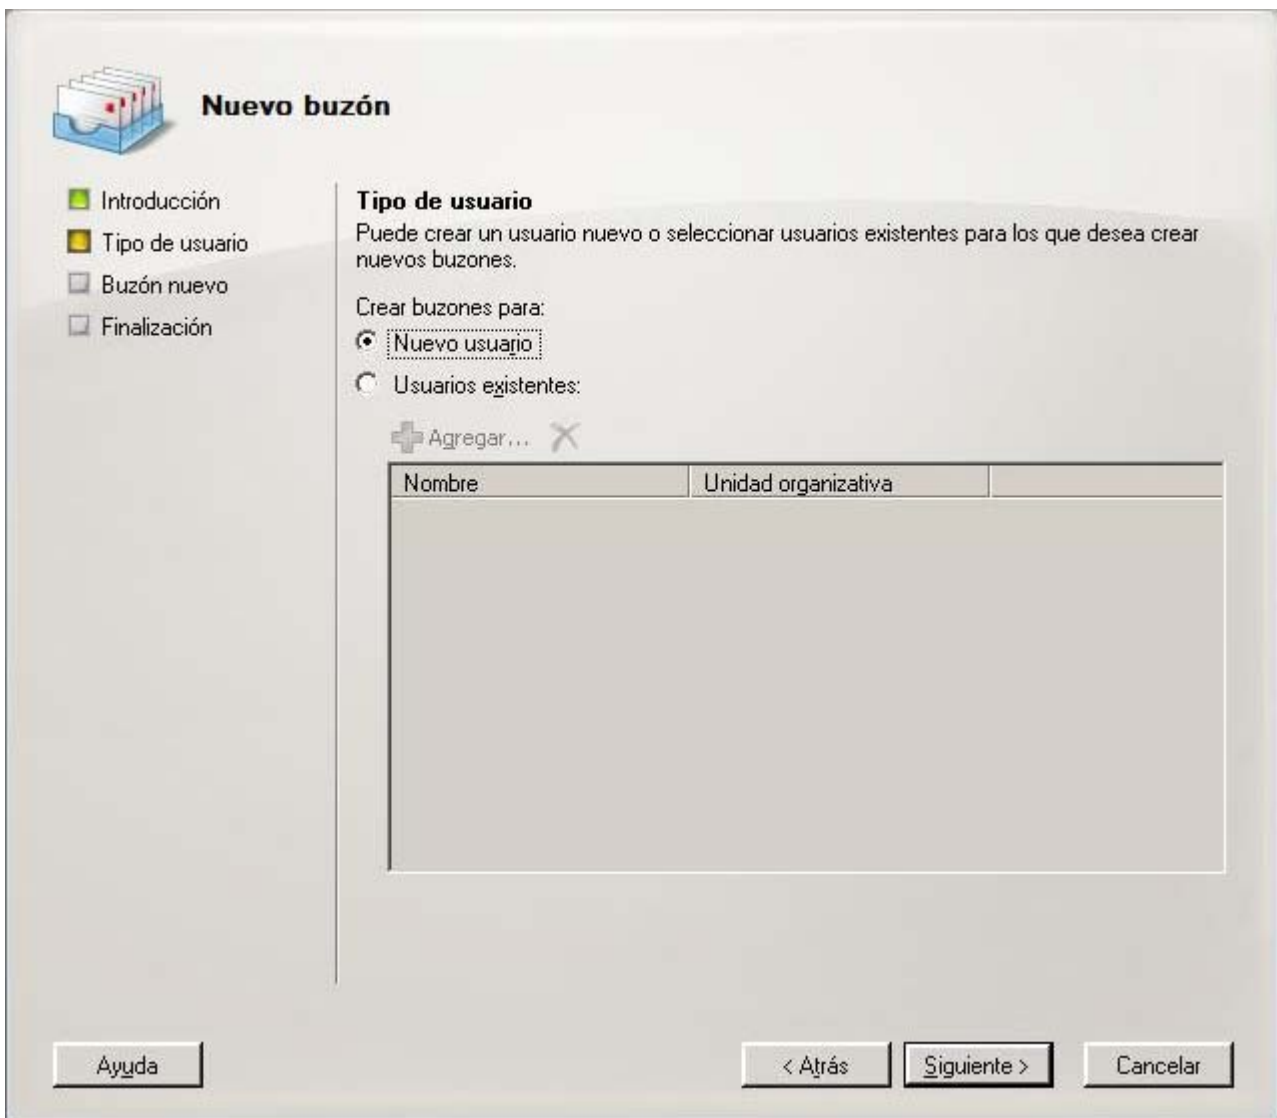 Nuevo buzón
Introducción
Tipo de usuario
Buzón nuevo
Finalización
Tipo de usuario
Puede crear un usuario nuevo o seleccionar usuarios existentes para los que desea crear
nuevos buzones.
Crear buzones para:
Nuevo usuario
Usuarios existentes:
Agregar...
Nombre Unidad organizativa
Ayuda < Atrás Siguiente > Cancelar